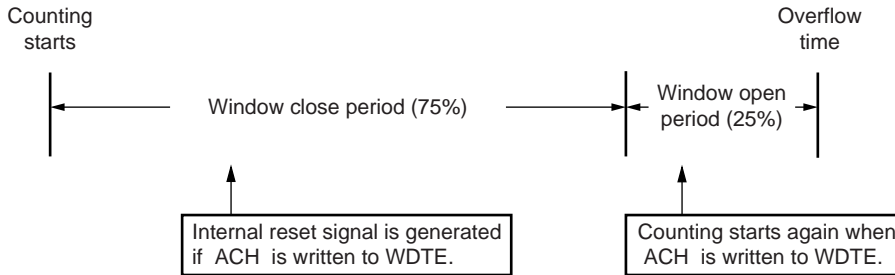 Counting
starts
Overflow
time
Window close period (75%)
Window open
period (25%)
Internal reset signal is generated
if ACH is written to WDTE.
Counting starts again when
ACH is written to WDTE.